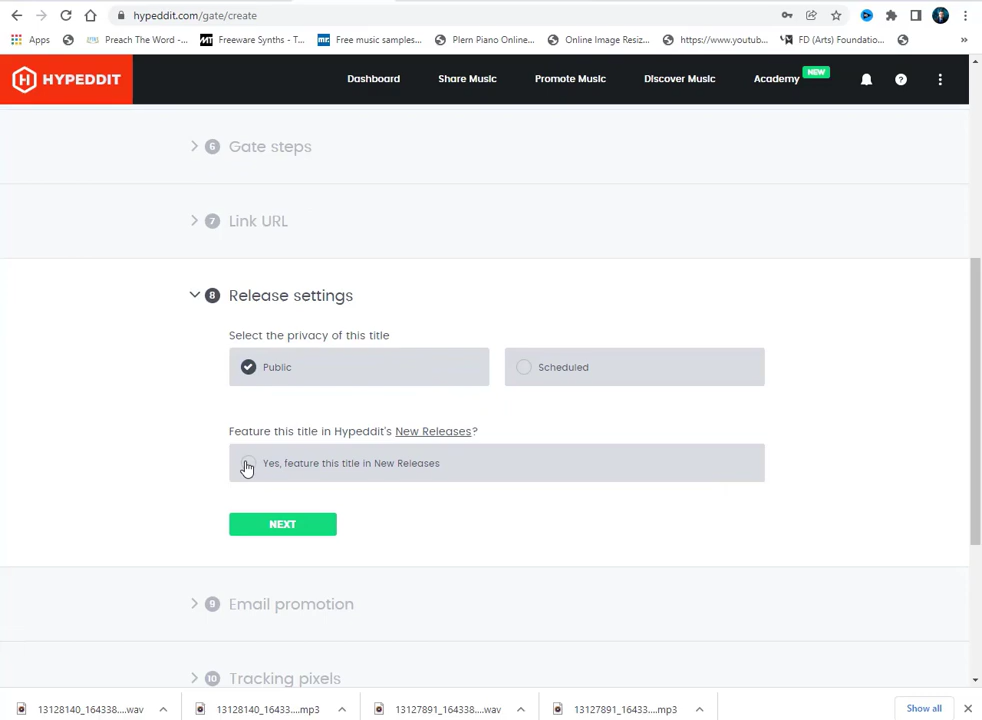 hypeddit.com/gate/create
Apps
Preach The Word -...
Freeware Synths - T...
Free music samples...
Plern Piano Online...
Online Image Resiz...
https://www.youtub...
FD (Arts) Foundatio...
»
HYPEDDIT
Dashboard
Share Music
Promote Music
Discover Music
Academy
NEW
6 Gate steps
7 Link URL
8 Release settings
Select the privacy of this title
Public
Scheduled
Feature this title in Hypeddit's New Releases?
Yes, feature this title in New Releases
NEXT
9 Email promotion
10 Tracking pixels
13128140_164338....wav
13128140_16433....mp3
13127891_164338....wav
13127891_16433....mp3
Show all